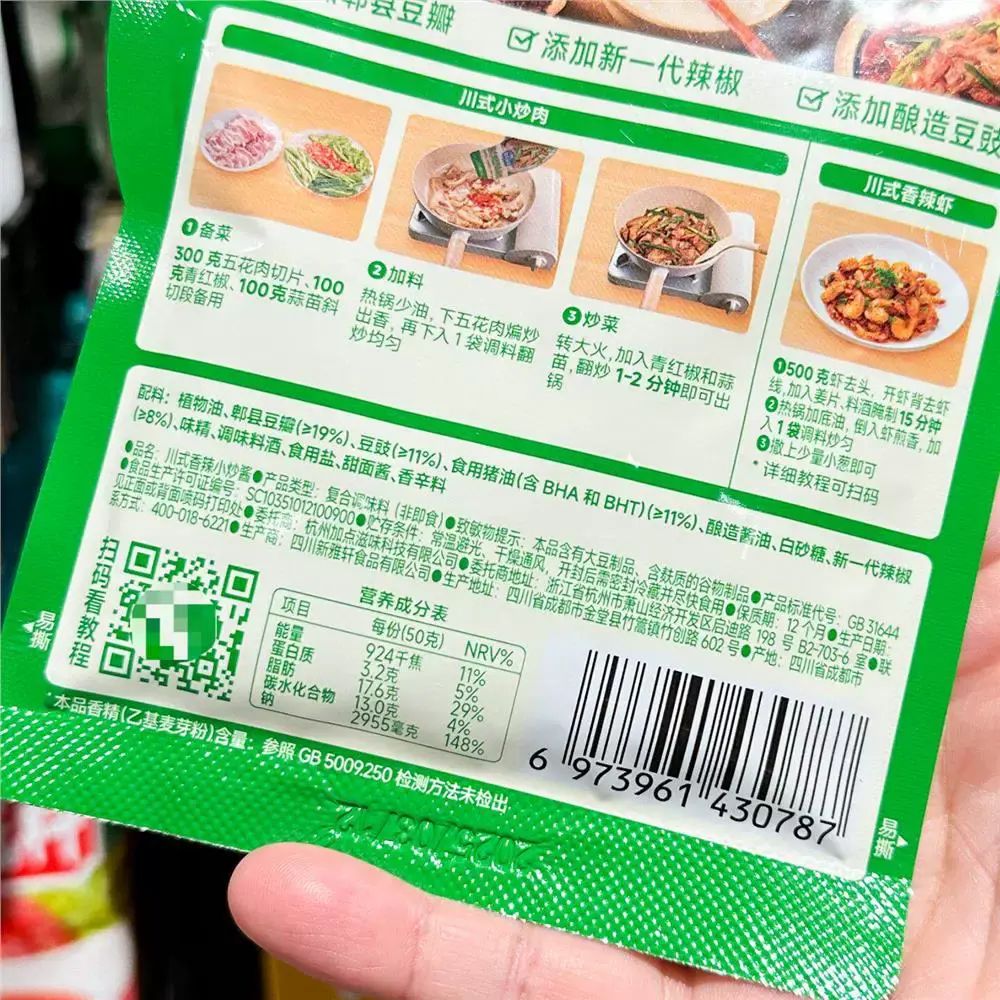 郫县豆瓣
添加新一代辣椒
添加酿造豆豉
川式小炒肉
川式香辣虾
❶备菜
300克五花肉切片、100
克青红椒、100克蒜苗斜
切段备用
❷加料
热锅少油,下五花肉煸炒
出香,再下入1袋调料翻
炒均匀
❸炒菜
转大火,加入青红椒和蒜
苗,翻炒1-2分钟即可出
锅
❶500克虾去头,开虾背去虾
线,加入姜片,料酒腌制15分钟
❷热锅加底油,倒入虾煎香,加
入1袋调料炒匀
❸撒上少量小葱即可
*详细教程可扫码
配料:植物油、郫县豆瓣(≥19%)、豆豉(≥11%)、食用猪油(含BHA和BHT)(≥11%)、酿造酱油、白砂糖、新一代辣椒
(≥8%)、味精、调味料酒、食用盐、甜面酱、香辛料
●品名:川式香辣小炒酱●产品类型:复合调味料(非即食)●致敏物提示:本品含有大豆制品、含麸质的谷物制品●产品标准代号:GB 31644
●食品生产许可证编号:SC10351012100900●贮存条件:常温避光、干燥通风,开封后需密封冷藏并尽快食用●保质期:12个月●生产日期:
见正面或背面喷码打印处●委托商:杭州加点滋味科技有限公司●委托商地址:浙江省杭州市萧山经济开发区启迪路198号B2-703-6室●联
系方式:400-018-6221●生产商:四川新雅轩食品有限公司●生产地址:四川省成都市金堂县竹篙镇竹创路602号●产地:四川省成都市
扫码看教程
易撕
营养成分表
项目 每份(50克) NRV%
能量 924千焦 11%
蛋白质 3.2克 5%
脂肪 17.6克 29%
碳水化合物 13.0克 4%
钠 2955毫克 148%
6 973961 430787
易撕
*本品香精(乙基麦芽粉)含量:参照GB 5009.250检测方法未检出